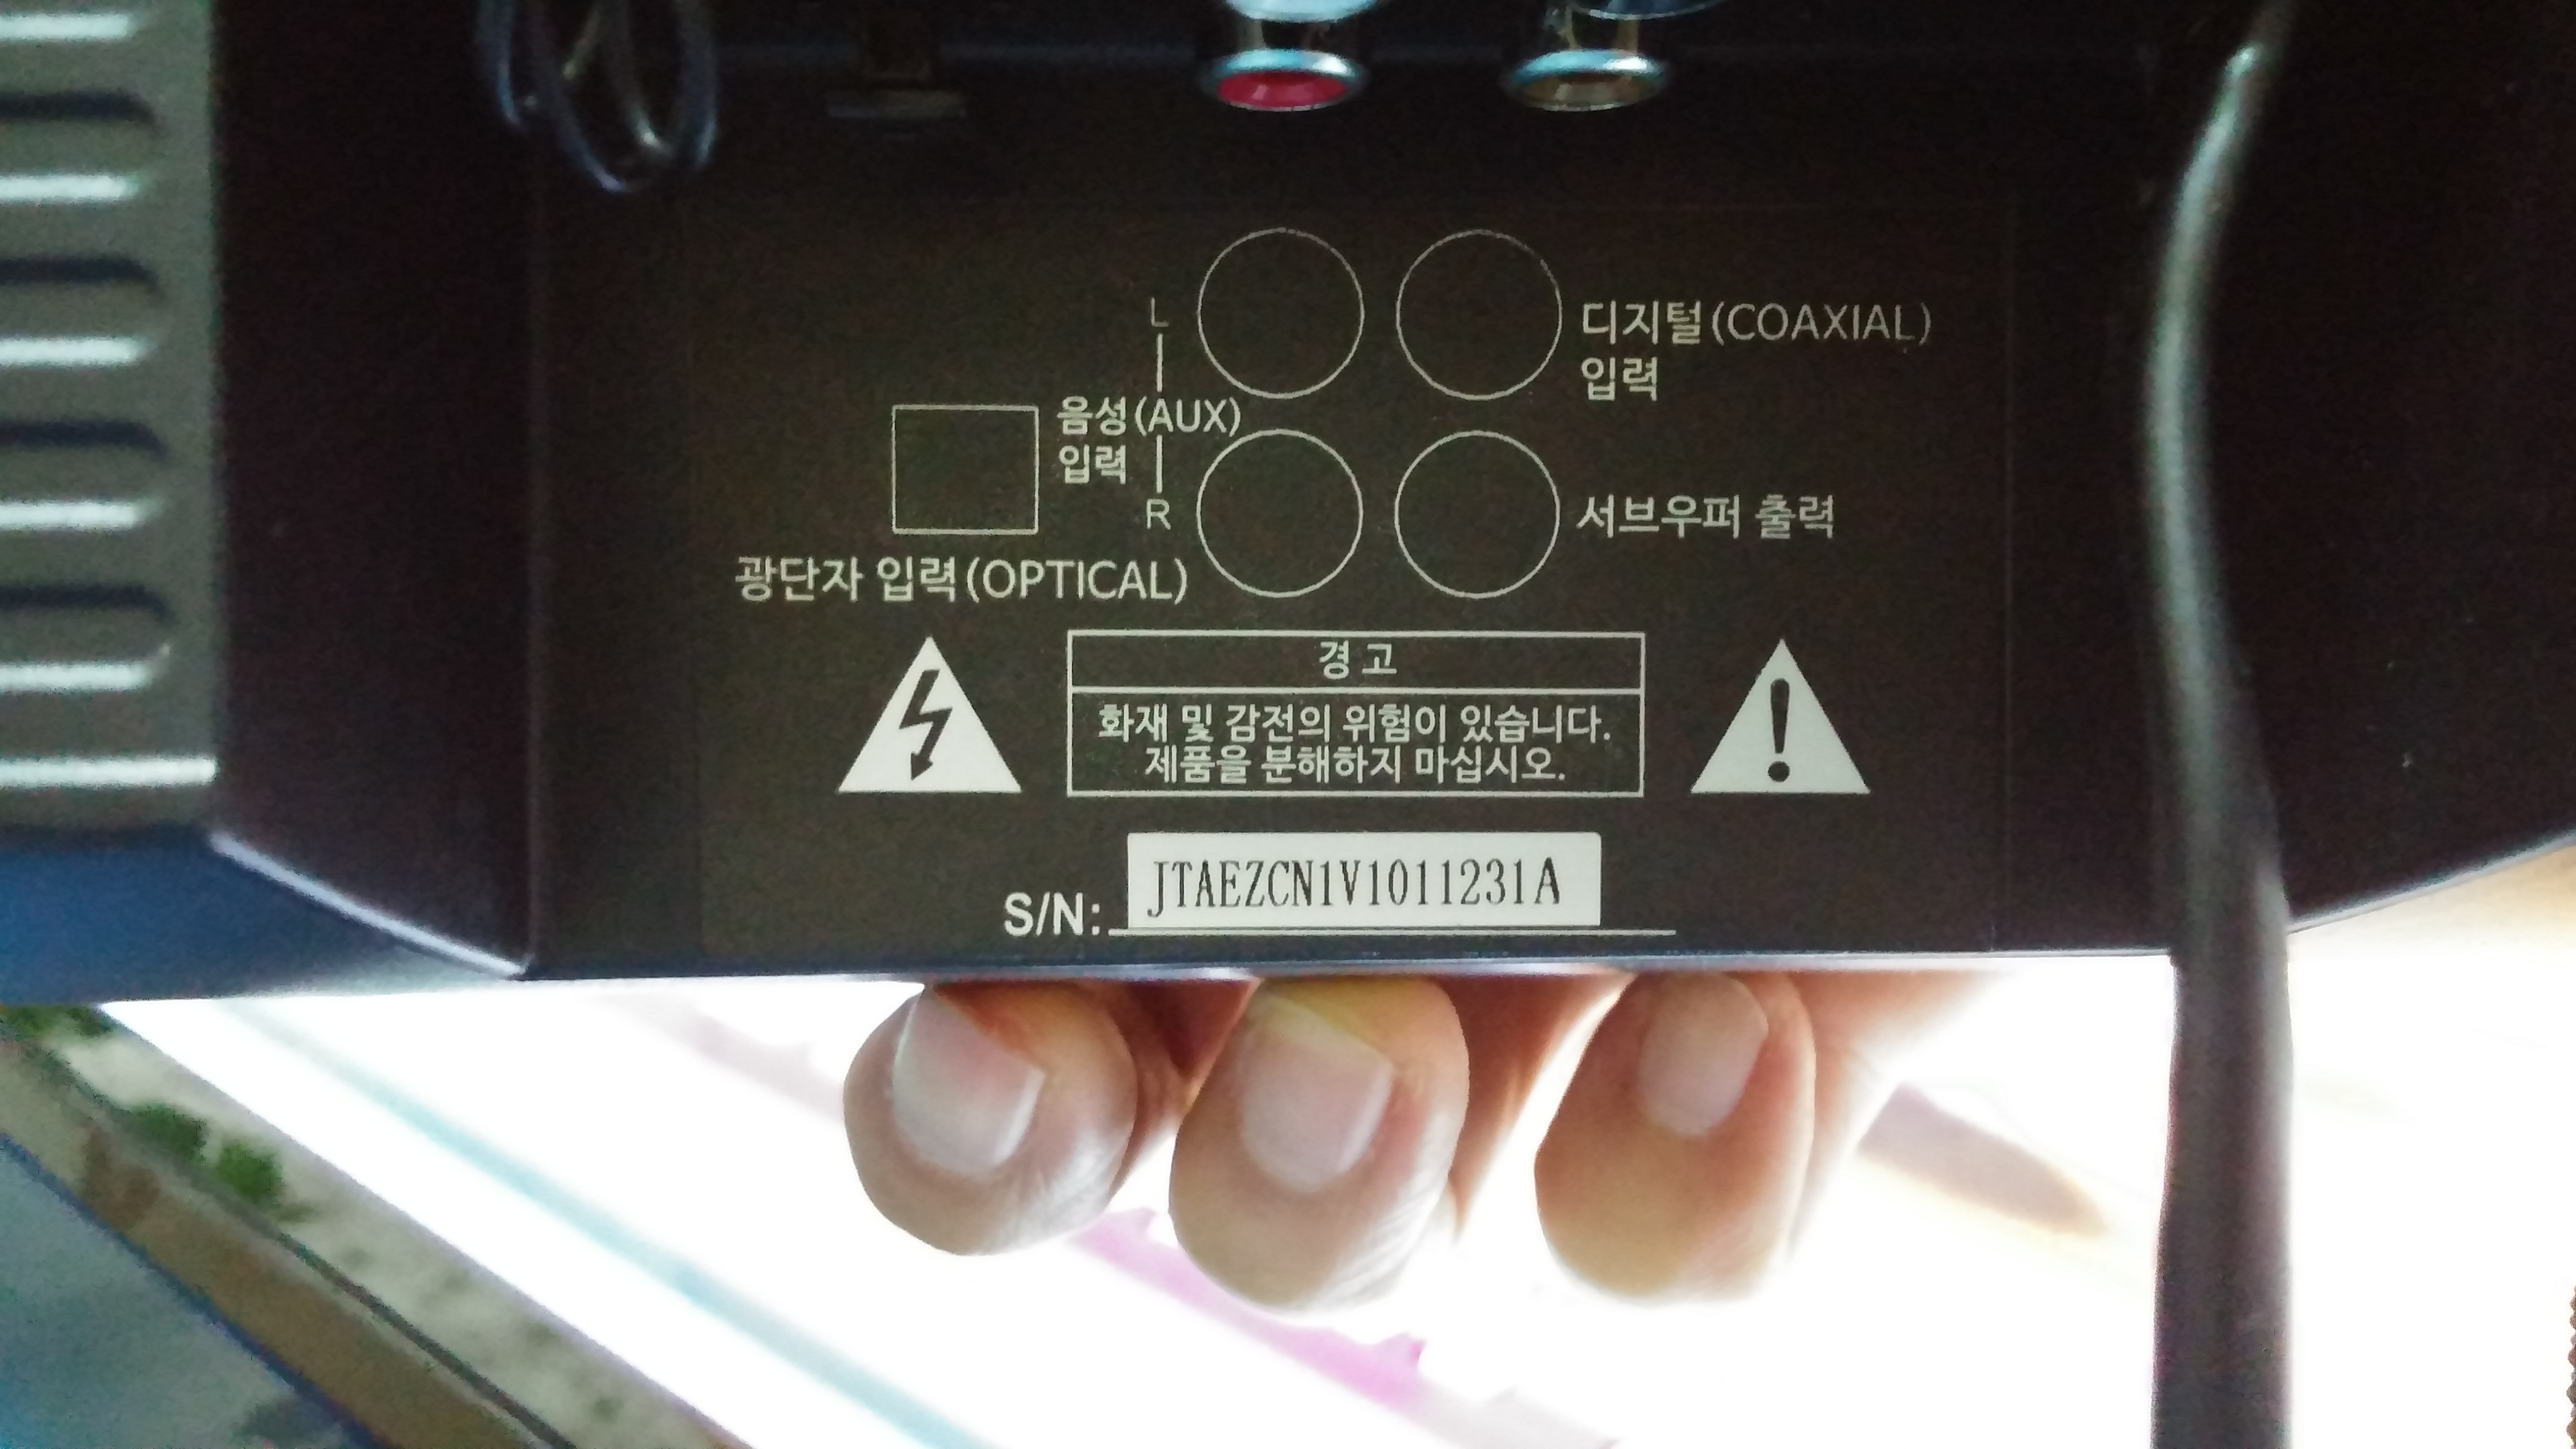 L
디지털(COAXIAL)
입력
음성(AUX)
입력
R
서브우퍼 출력
광단자 입력(OPTICAL)
경고
화재 및 감전의 위험이 있습니다.
제품을 분해하지 마십시오.
S/N: JTAEZCN1V1011231A